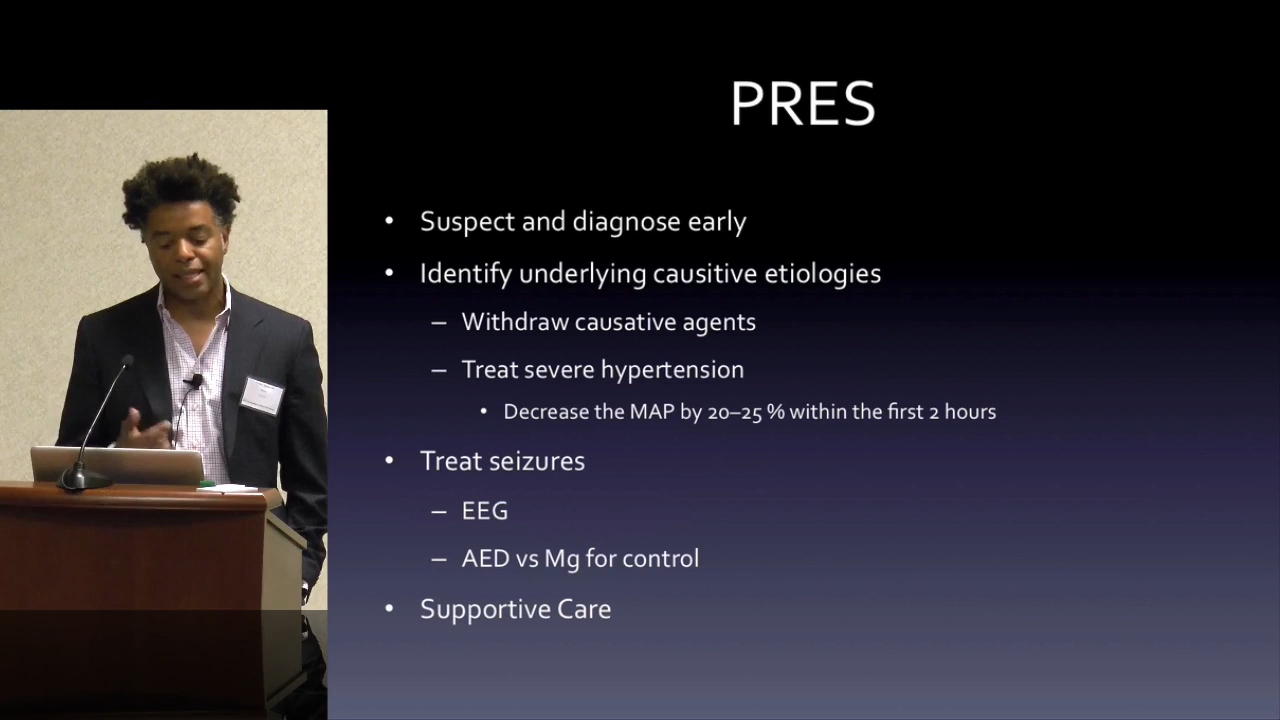 PRES
• Suspect and diagnose early
• Identify underlying causitive etiologies
– Withdraw causative agents
– Treat severe hypertension
• Decrease the MAP by 20–25 % within the first 2 hours
• Treat seizures
– EEG
– AED vs Mg for control
• Supportive Care